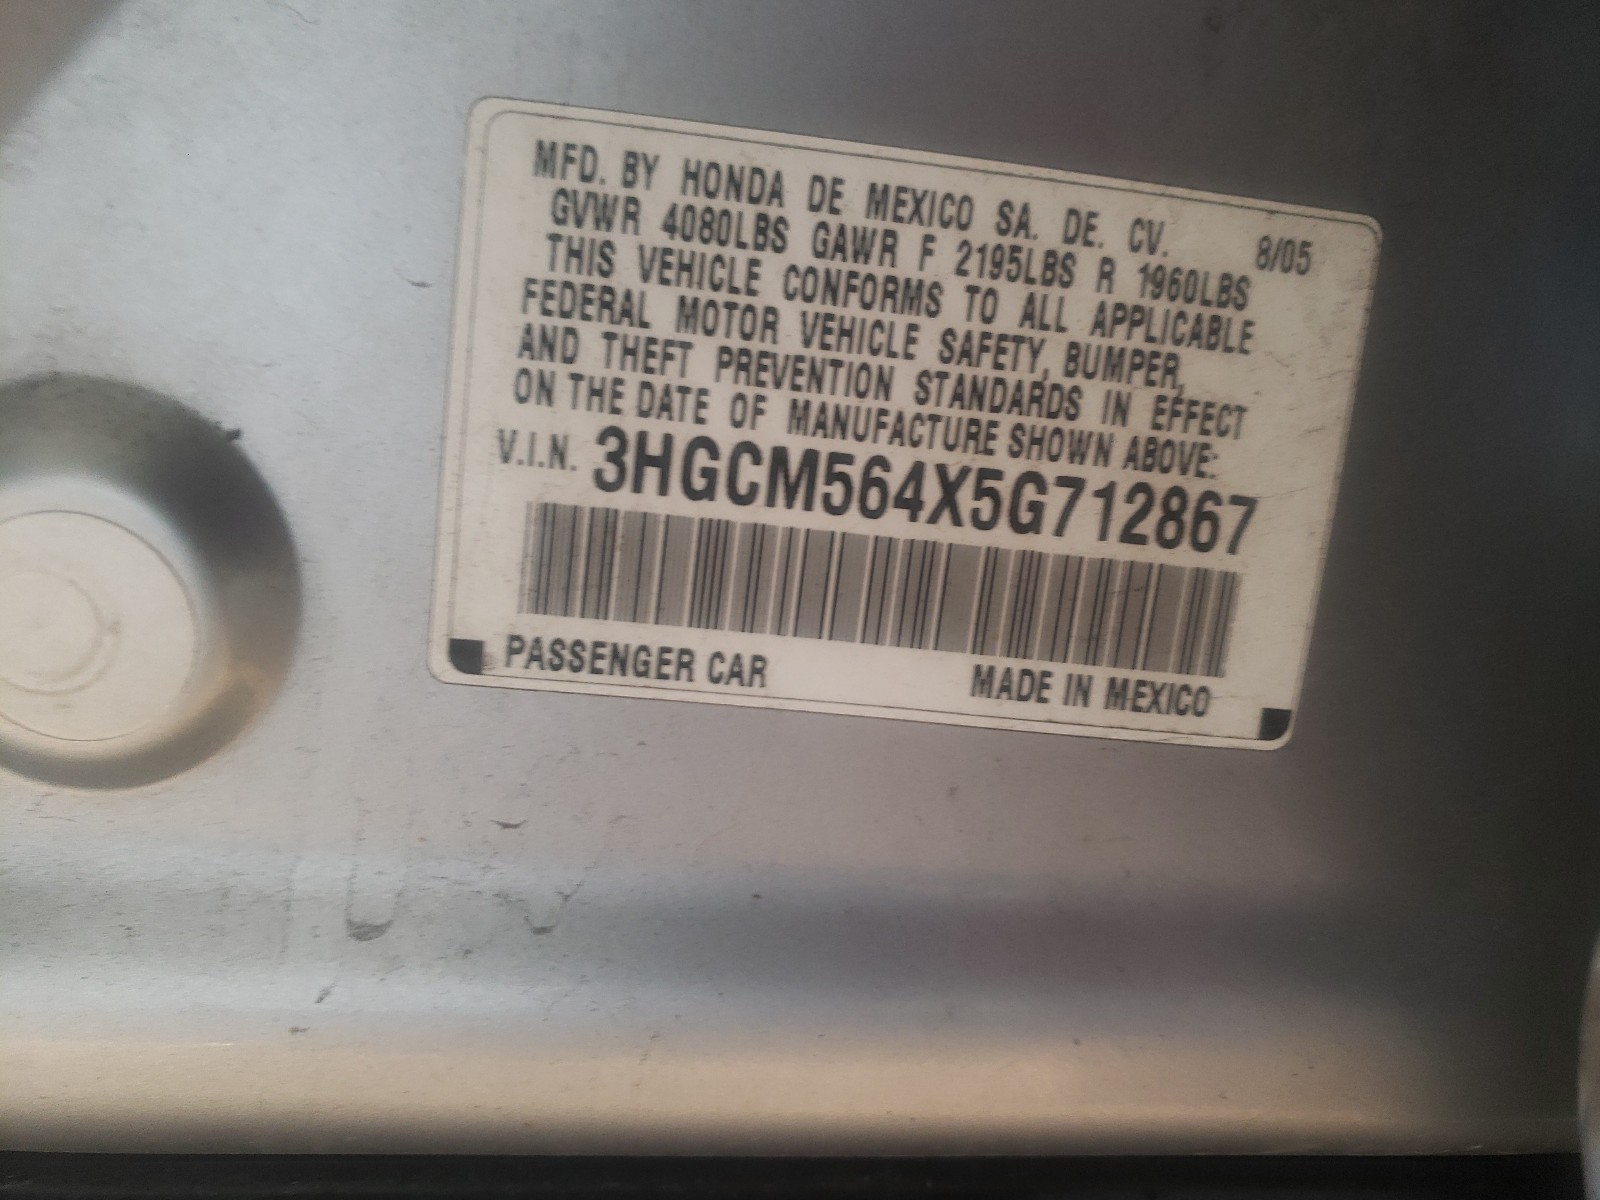 MFD. BY HONDA DE MEXICO SA. DE. CV. 8/05
GVWR 4080LBS GAWR F 2195LBS R 1960LBS
THIS VEHICLE CONFORMS TO ALL APPLICABLE
FEDERAL MOTOR VEHICLE SAFETY, BUMPER,
AND THEFT PREVENTION STANDARDS IN EFFECT
ON THE DATE OF MANUFACTURE SHOWN ABOVE:
V.I.N. 3HGCM564X5G712867
PASSENGER CAR MADE IN MEXICO